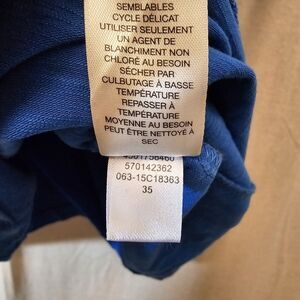 SEMBLABLES
CYCLE DÉLICAT
UTILISER SEULEMENT
UN AGENT DE
BLANCHIMENT NON
CHLORÉ AU BESOIN
SÉCHER PAR
CULBUTAGE À BASSE
TEMPÉRATURE
REPASSER À
TEMPÉRATURE
MOYENNE AU BESOIN
PEUT ÊTRE NETTOYÉ À
SEC
570142362
063-15C18363
35